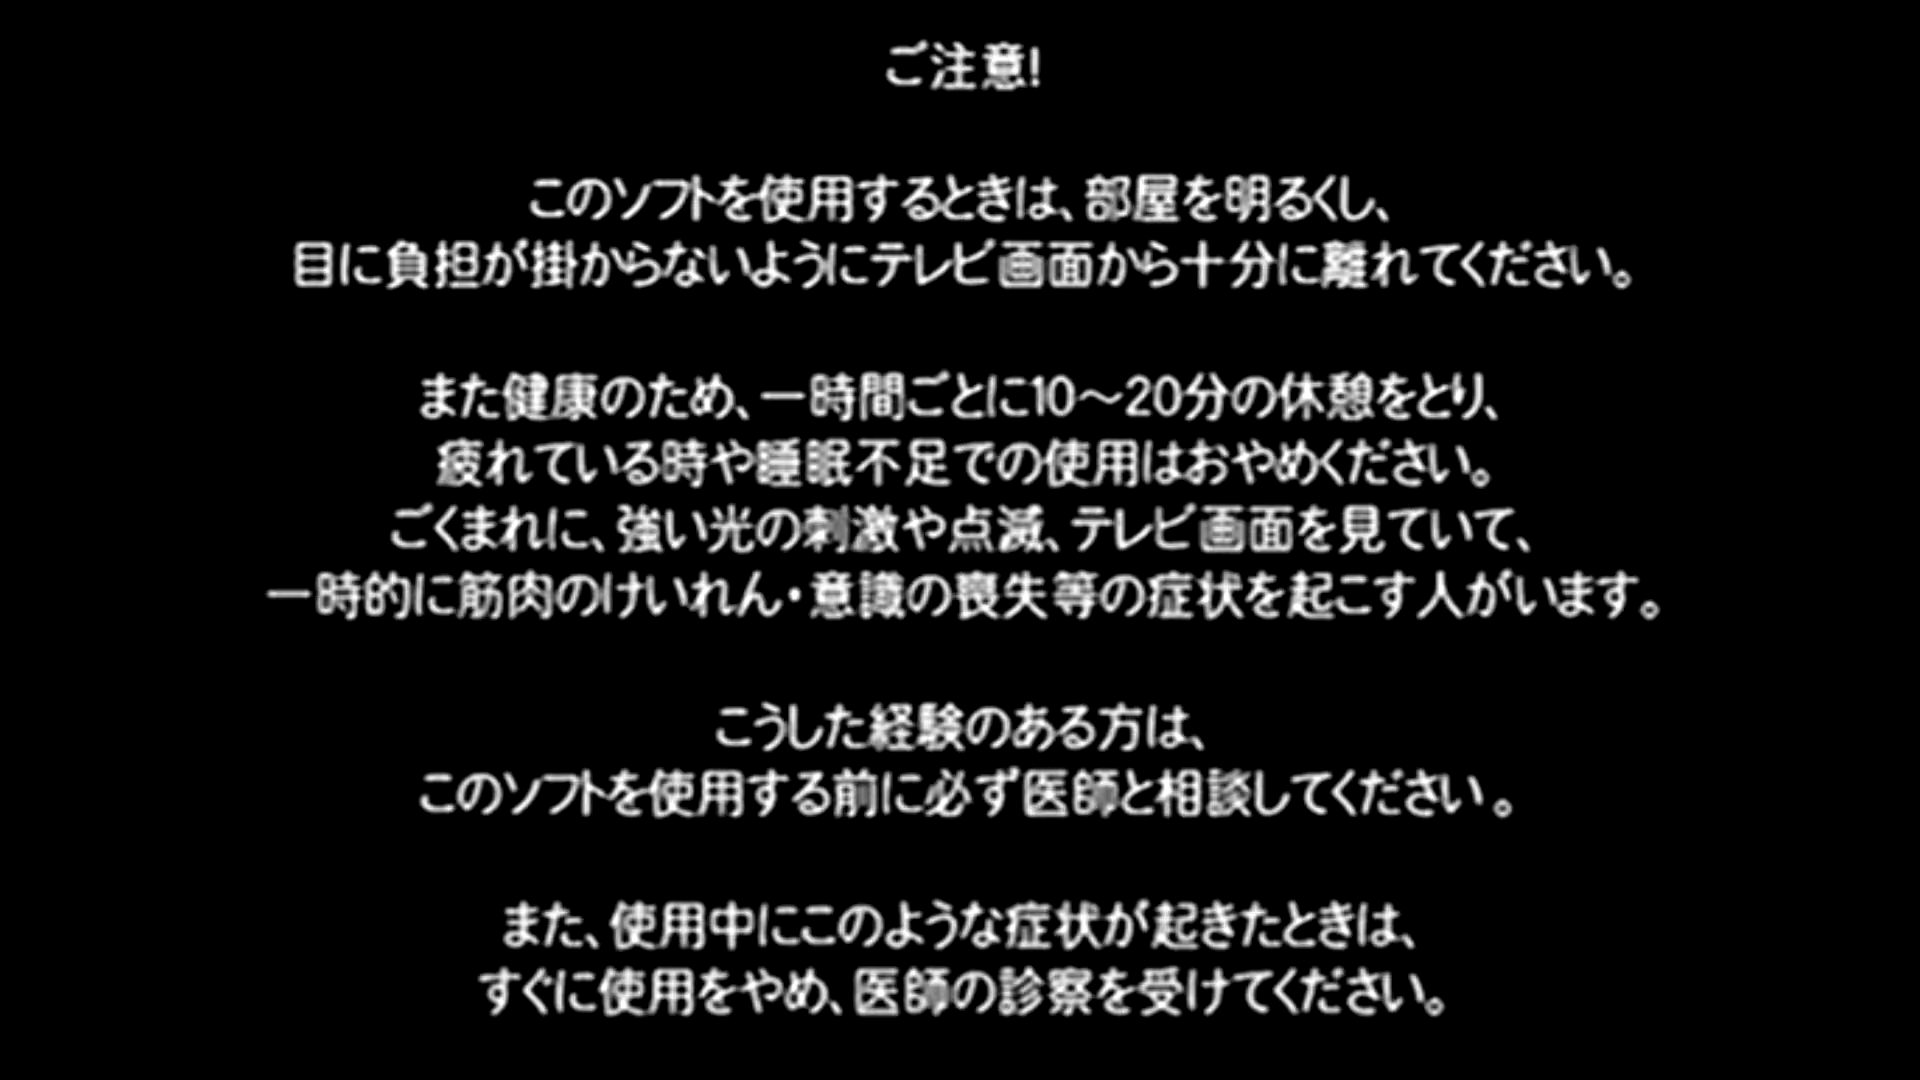 ご注意!
このソフトを使用するときは、部屋を明るくし、
目に負担が掛からないようにテレビ画面から十分に離れてください。
また健康のため、一時間ごとに10～20分の休憩をとり、
疲れている時や睡眠不足での使用はおやめください。
ごくまれに、強い光の刺激や点滅、テレビ画面を見ていて、
一時的に筋肉のけいれん・意識の喪失等の症状を起こす人がいます。
こうした経験のある方は、
このソフトを使用する前に必ず医師と相談してください。
また、使用中にこのような症状が起きたときは、
すぐに使用をやめ、医師の診察を受けてください。